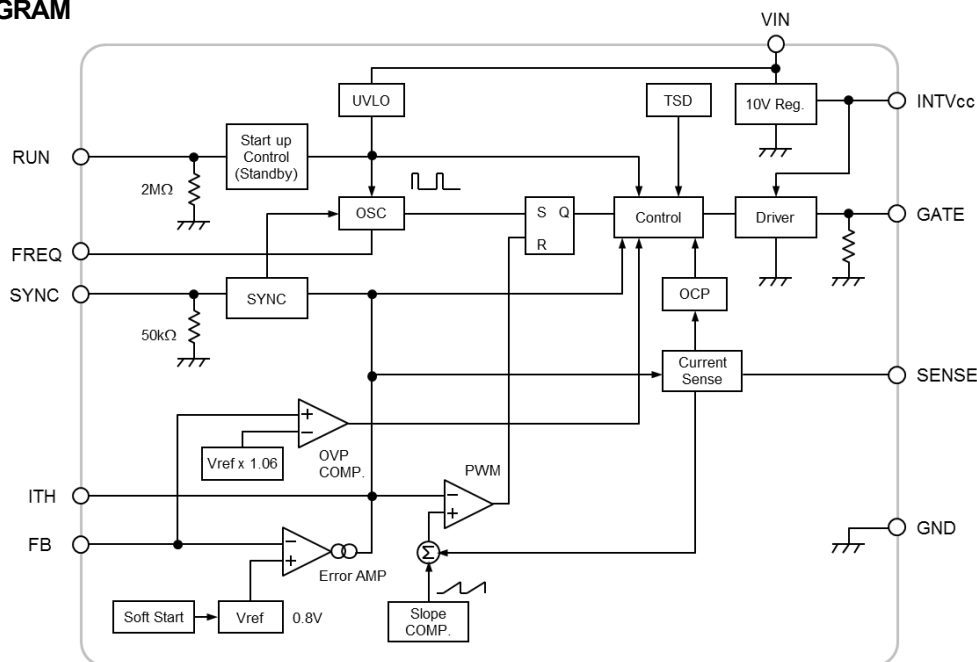 GRAM
VIN
UVLO
TSD
10V Reg.
INTVcc
RUN
Start up
Control
(Standby)
2MΩ
OSC
S Q
R
Control
Driver
GATE
FREQ
SYNC
SYNC
50kΩ
OCP
Current
Sense
SENSE
Vref x 1.06
OVP
COMP.
PWM
ITH
FB
Error AMP
Σ
GND
Soft Start
Vref
0.8V
Slope
COMP.